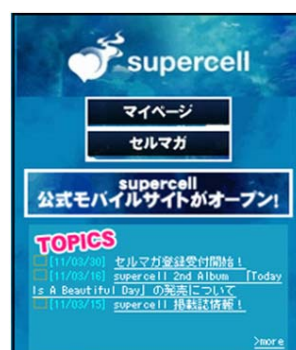 supercell
マイページ
セルマガ
supercell
公式モバイルサイトがオープン!
TOPICS
[11/03/30] セルマガ登録受付開始!
[11/03/16] supercell 2nd Album 「Today
Is A Beautiful Day」の発売について
[11/03/15] supercell 掲載誌情報!
>more